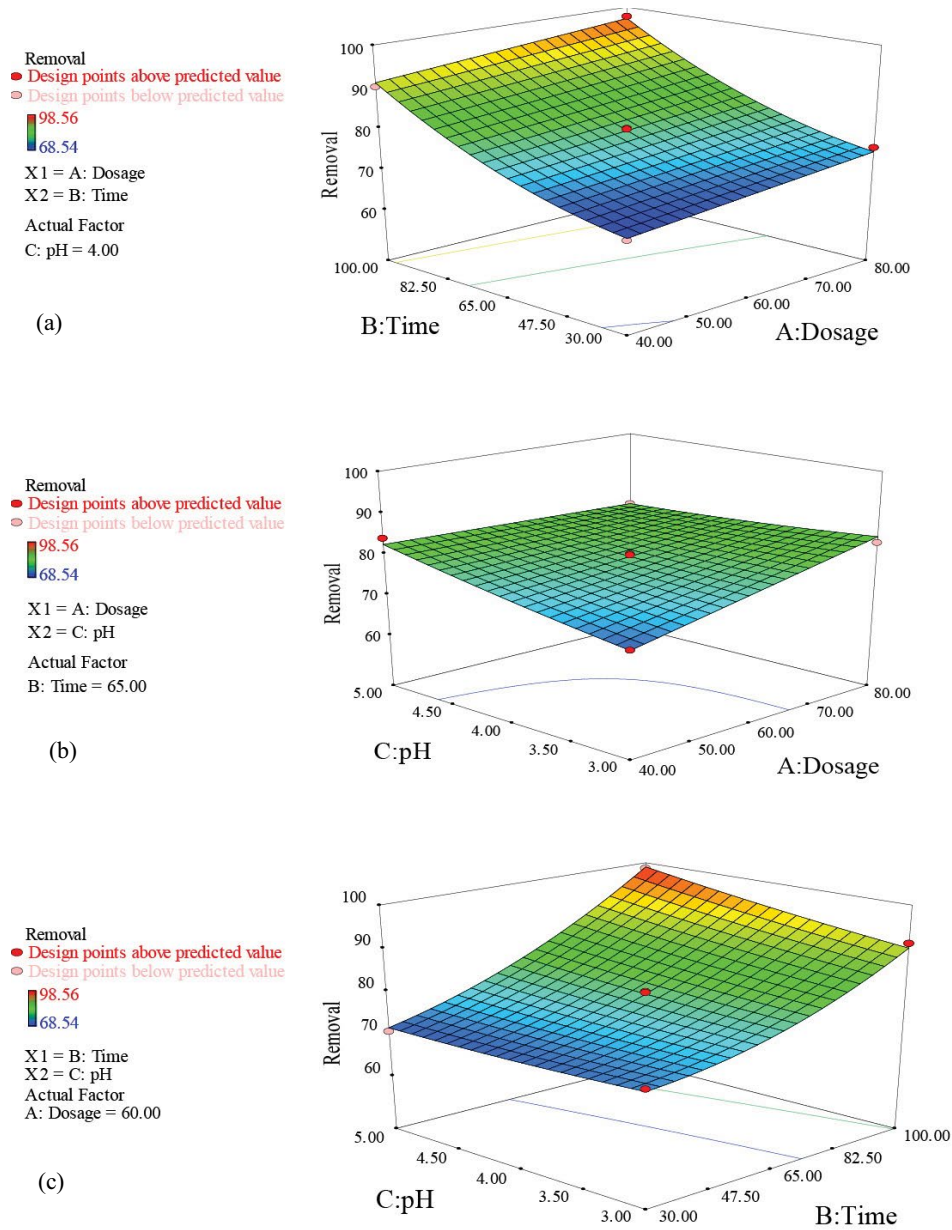 Removal
Design points above predicted value
Design points below predicted value
98.56
68.54
X1 = A: Dosage
X2 = B: Time
Actual Factor
C: pH = 4.00
(a)
Removal
100
90
80
70
60
100.00
82.50
65.00
47.50
30.00
B:Time
40.00
50.00
60.00
70.00
80.00
A:Dosage
Removal
Design points above predicted value
Design points below predicted value
98.56
68.54
X1 = A: Dosage
X2 = C: pH
Actual Factor
B: Time = 65.00
(b)
Removal
100
90
80
70
60
5.00
4.50
4.00
3.50
3.00
C:pH
40.00
50.00
60.00
70.00
80.00
A:Dosage
Removal
Design points above predicted value
Design points below predicted value
98.56
68.54
X1 = B: Time
X2 = C: pH
Actual Factor
A: Dosage = 60.00
(c)
Removal
100
90
80
70
60
5.00
4.50
4.00
3.50
3.00
C:pH
30.00
47.50
65.00
82.50
100.00
B:Time